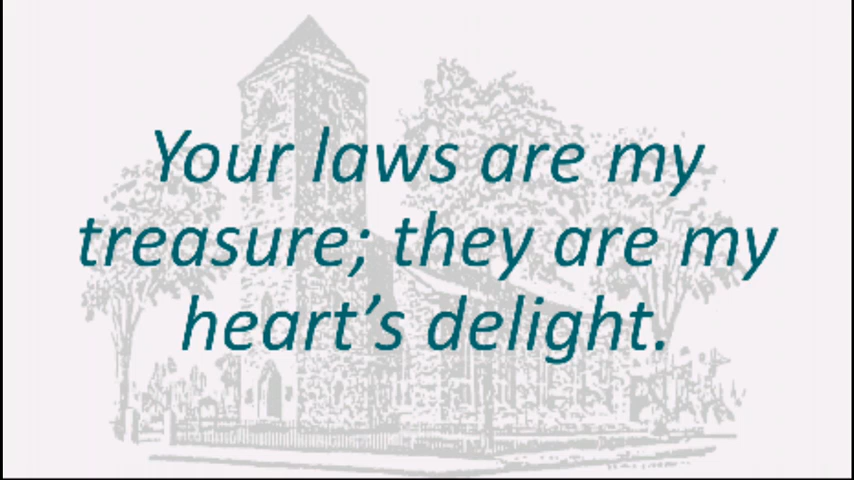 Your laws are my
treasure; they are my
heart’s delight.